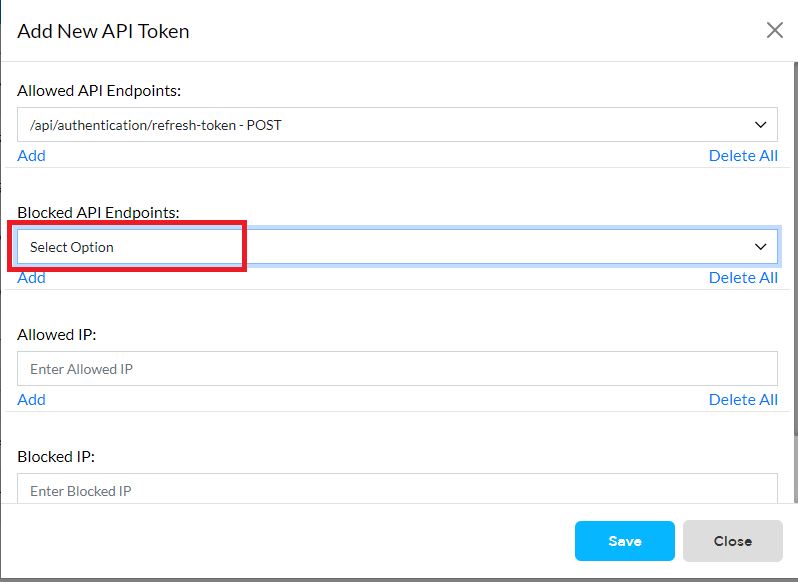 Add New API Token
Allowed API Endpoints:
/api/authentication/refresh-token - POST
Add Delete All
Blocked API Endpoints:
Select Option
Add Delete All
Allowed IP:
Enter Allowed IP
Add Delete All
Blocked IP:
Enter Blocked IP
Save Close